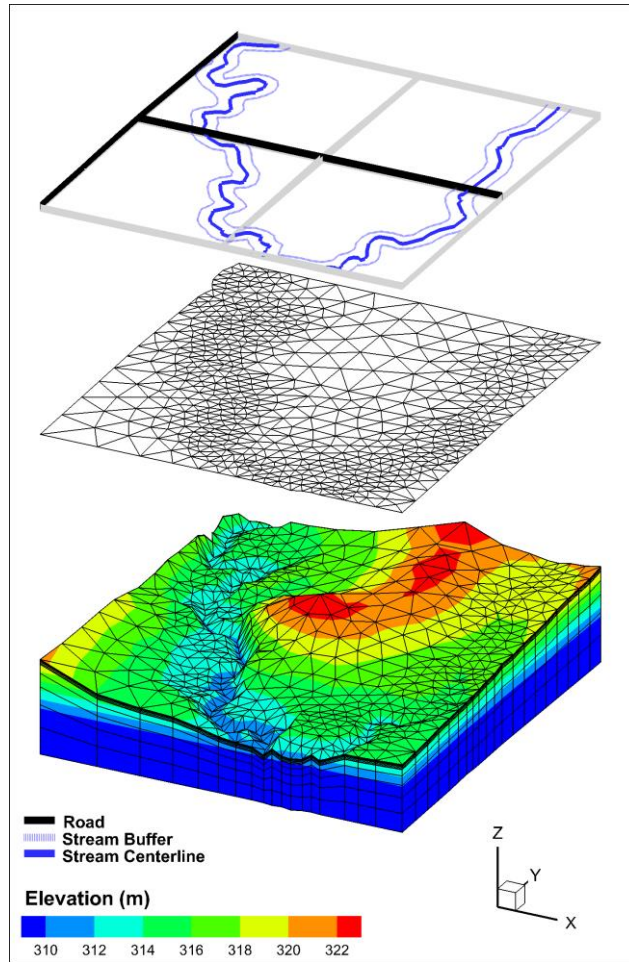 Road
Stream Buffer
Stream Centerline
Z
Y
X
Elevation (m)
310 312 314 316 318 320 322